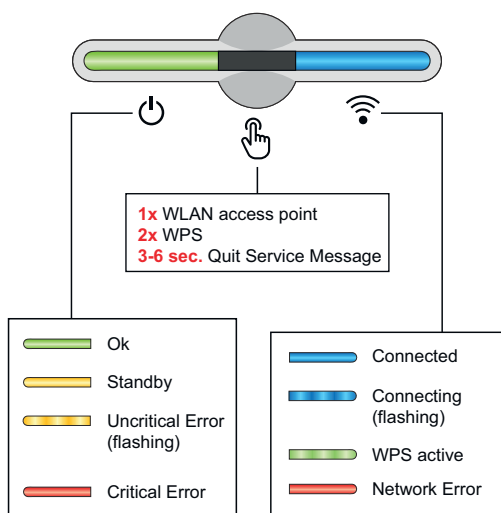 1x WLAN access point
2x WPS
3-6 sec. Quit Service Message
Ok
Standby
Uncritical Error
(flashing)
Critical Error
Connected
Connecting
(flashing)
WPS active
Network Error